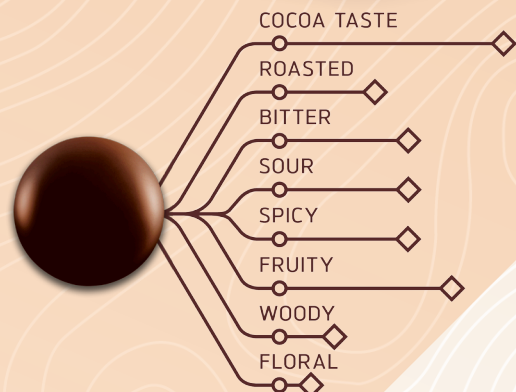 COCOA TASTE
ROASTED
BITTER
SOUR
SPICY
FRUITY
WOODY
FLORAL